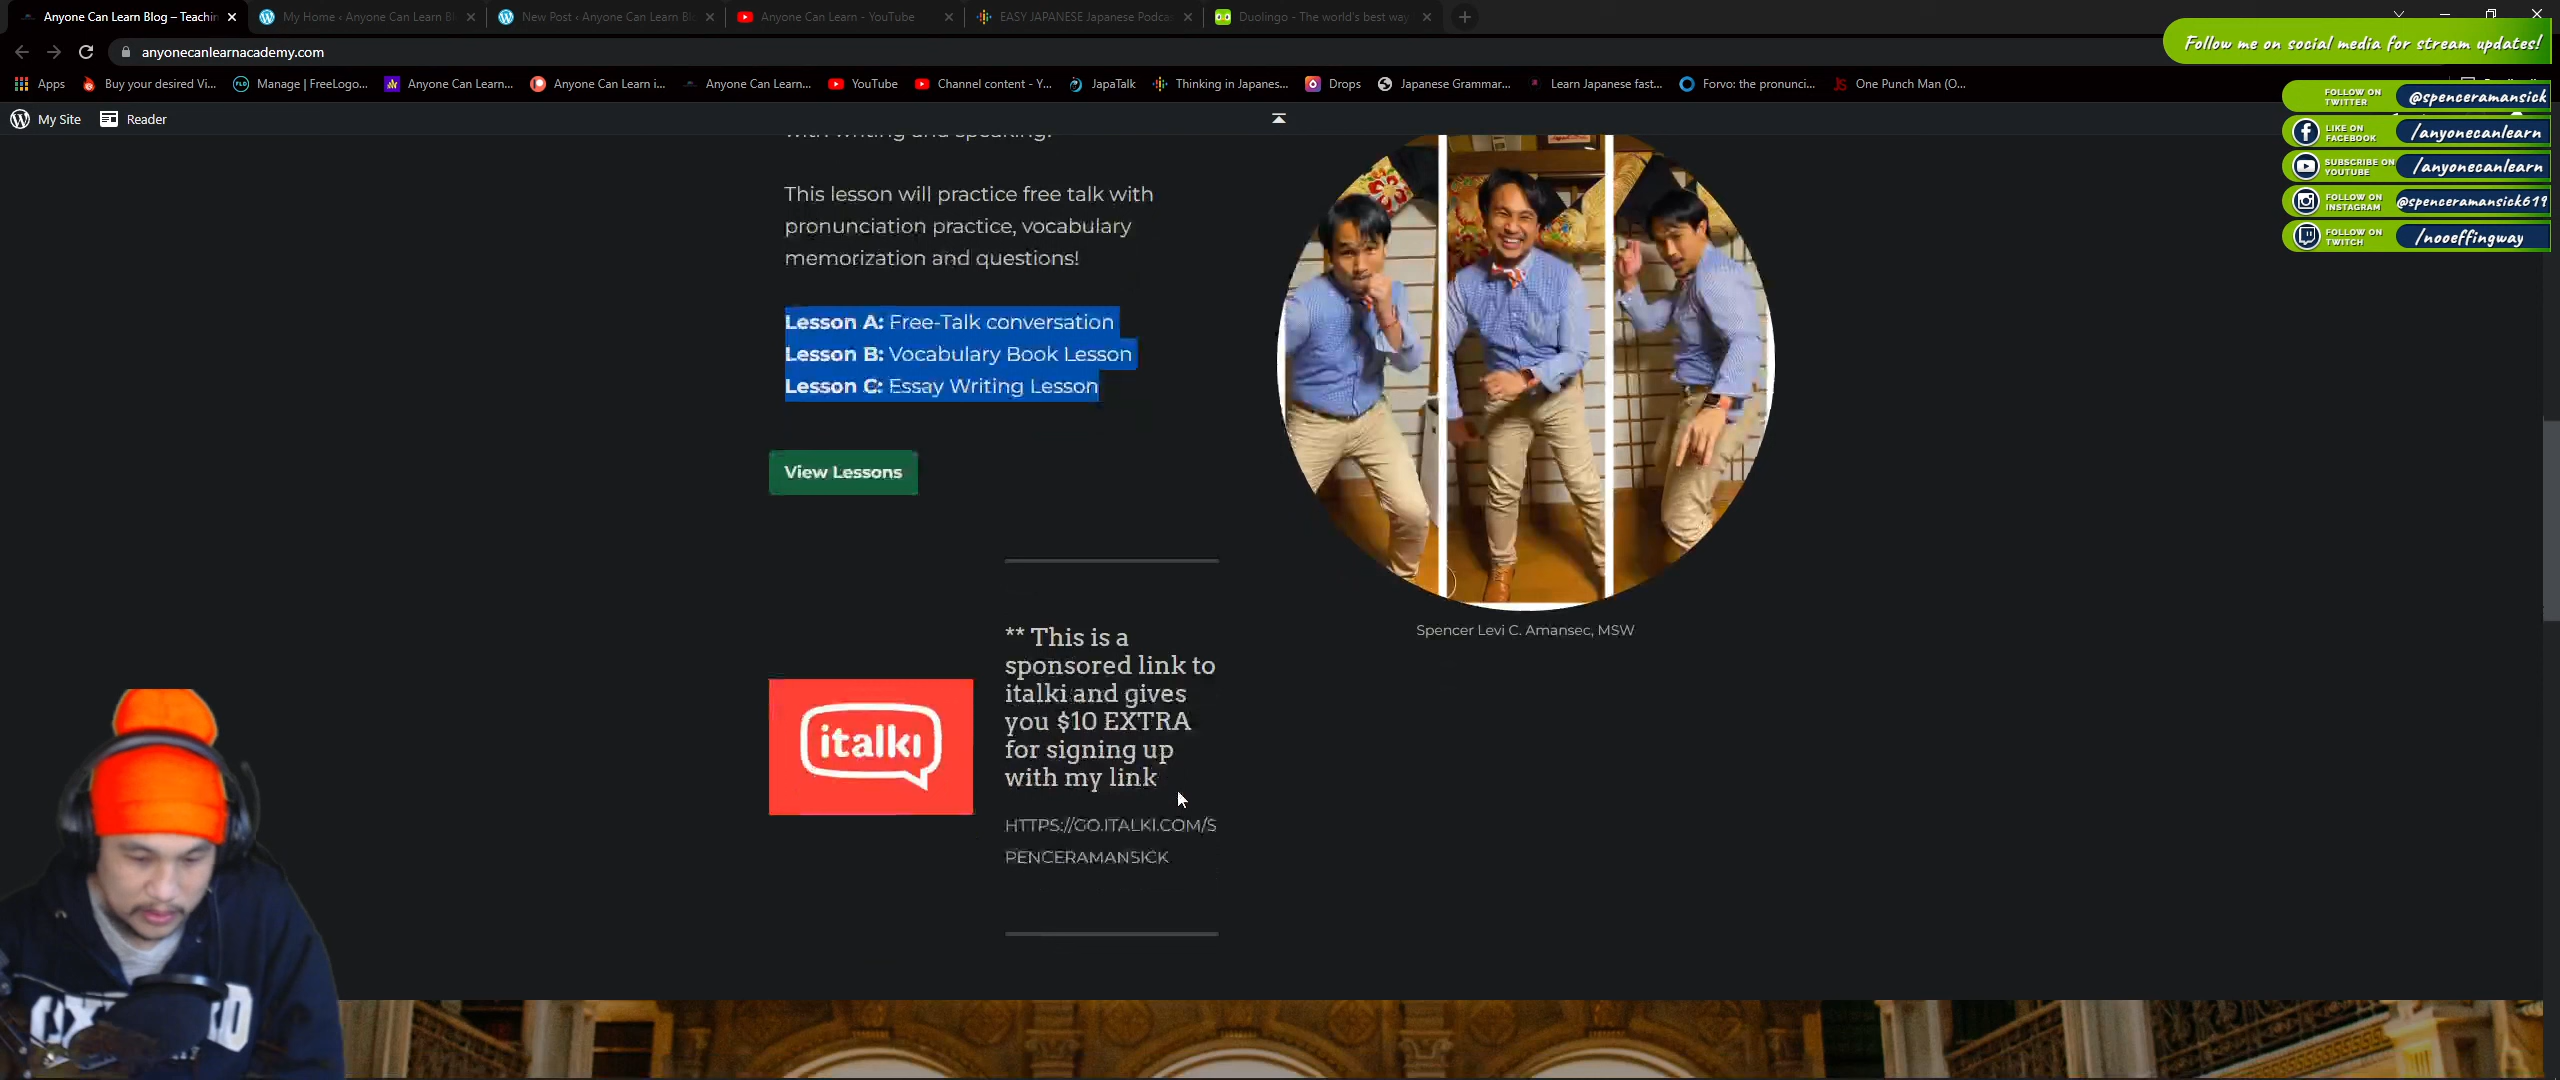 Anyone Can Learn Blog – Teachin
My Home ‹ Anyone Can Learn Bl
New Post ‹ Anyone Can Learn Bl
Anyone Can Learn - YouTube
EASY JAPANESE Japanese Podca
Duolingo - The world's best way
anyonecanlearnacademy.com
Follow me on social media for stream updates!
Apps
Buy your desired Vi...
Manage | FreeLogo...
Anyone Can Learn...
Anyone Can Learn i...
Anyone Can Learn...
YouTube
Channel content - Y...
JapaTalk
Thinking in Japanes...
Drops
Japanese Grammar...
Learn Japanese fast...
Forvo: the pronunci...
One Punch Man (O...
FOLLOW ON TWITTER @spenceramansick
LIKE ON FACEBOOK /anyonecanlearn
SUBSCRIBE ON YOUTUBE /anyonecanlearn
FOLLOW ON INSTAGRAM @spenceramansick619
FOLLOW ON TWITCH /nooeffingway
My Site
Reader
with writing and speaking.
This lesson will practice free talk with
pronunciation practice, vocabulary
memorization and questions!
Lesson A: Free-Talk conversation
Lesson B: Vocabulary Book Lesson
Lesson C: Essay Writing Lesson
View Lessons
Spencer Levi C. Amansec, MSW
italki
** This is a
sponsored link to
italki and gives
you $10 EXTRA
for signing up
with my link
HTTPS://GO.ITALKI.COM/S
PENCERAMANSICK